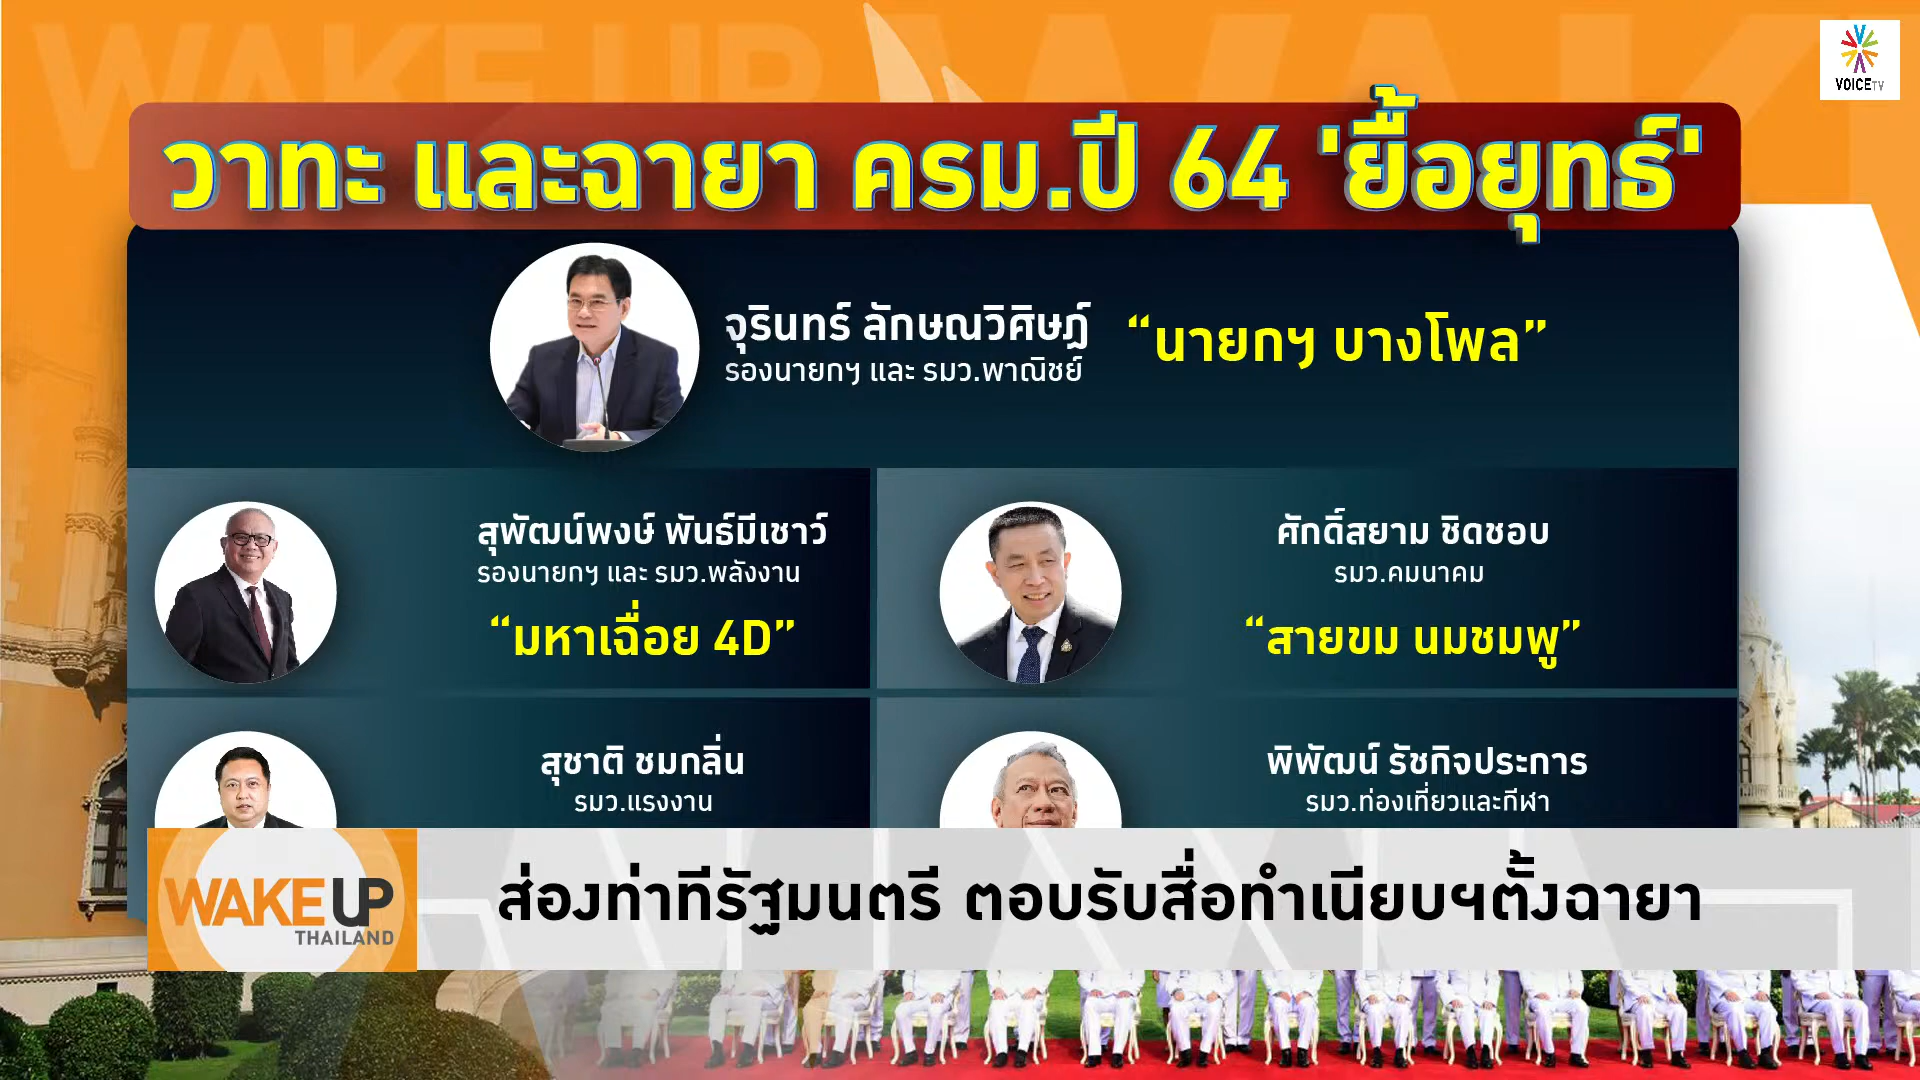 WAKE UP WAK
VOICE TV
วาทะ และฉายา ครม.ปี 64 'ยื้อยุทธ์'
จุรินทร์ ลักษณวิศิษฏ์
รองนายกฯ และ รมว.พาณิชย์
“นายกฯ บางโพล”
สุพัฒน์พงษ์ พันธ์มีเชาว์
รองนายกฯ และ รมว.พลังงาน
“มหาเฉื่อย 4D”
ศักดิ์สยาม ชิดชอบ
รมว.คมนาคม
“สายขม นมชมพู”
สุชาติ ชมกลิ่น
รมว.แรงงาน
พิพัฒน์ รัชกิจประการ
รมว.ท่องเที่ยวและกีฬา
WAKE UP
THAILAND
ส่องท่าทีรัฐมนตรี ตอบรับสื่อทำเนียบฯตั้งฉายา